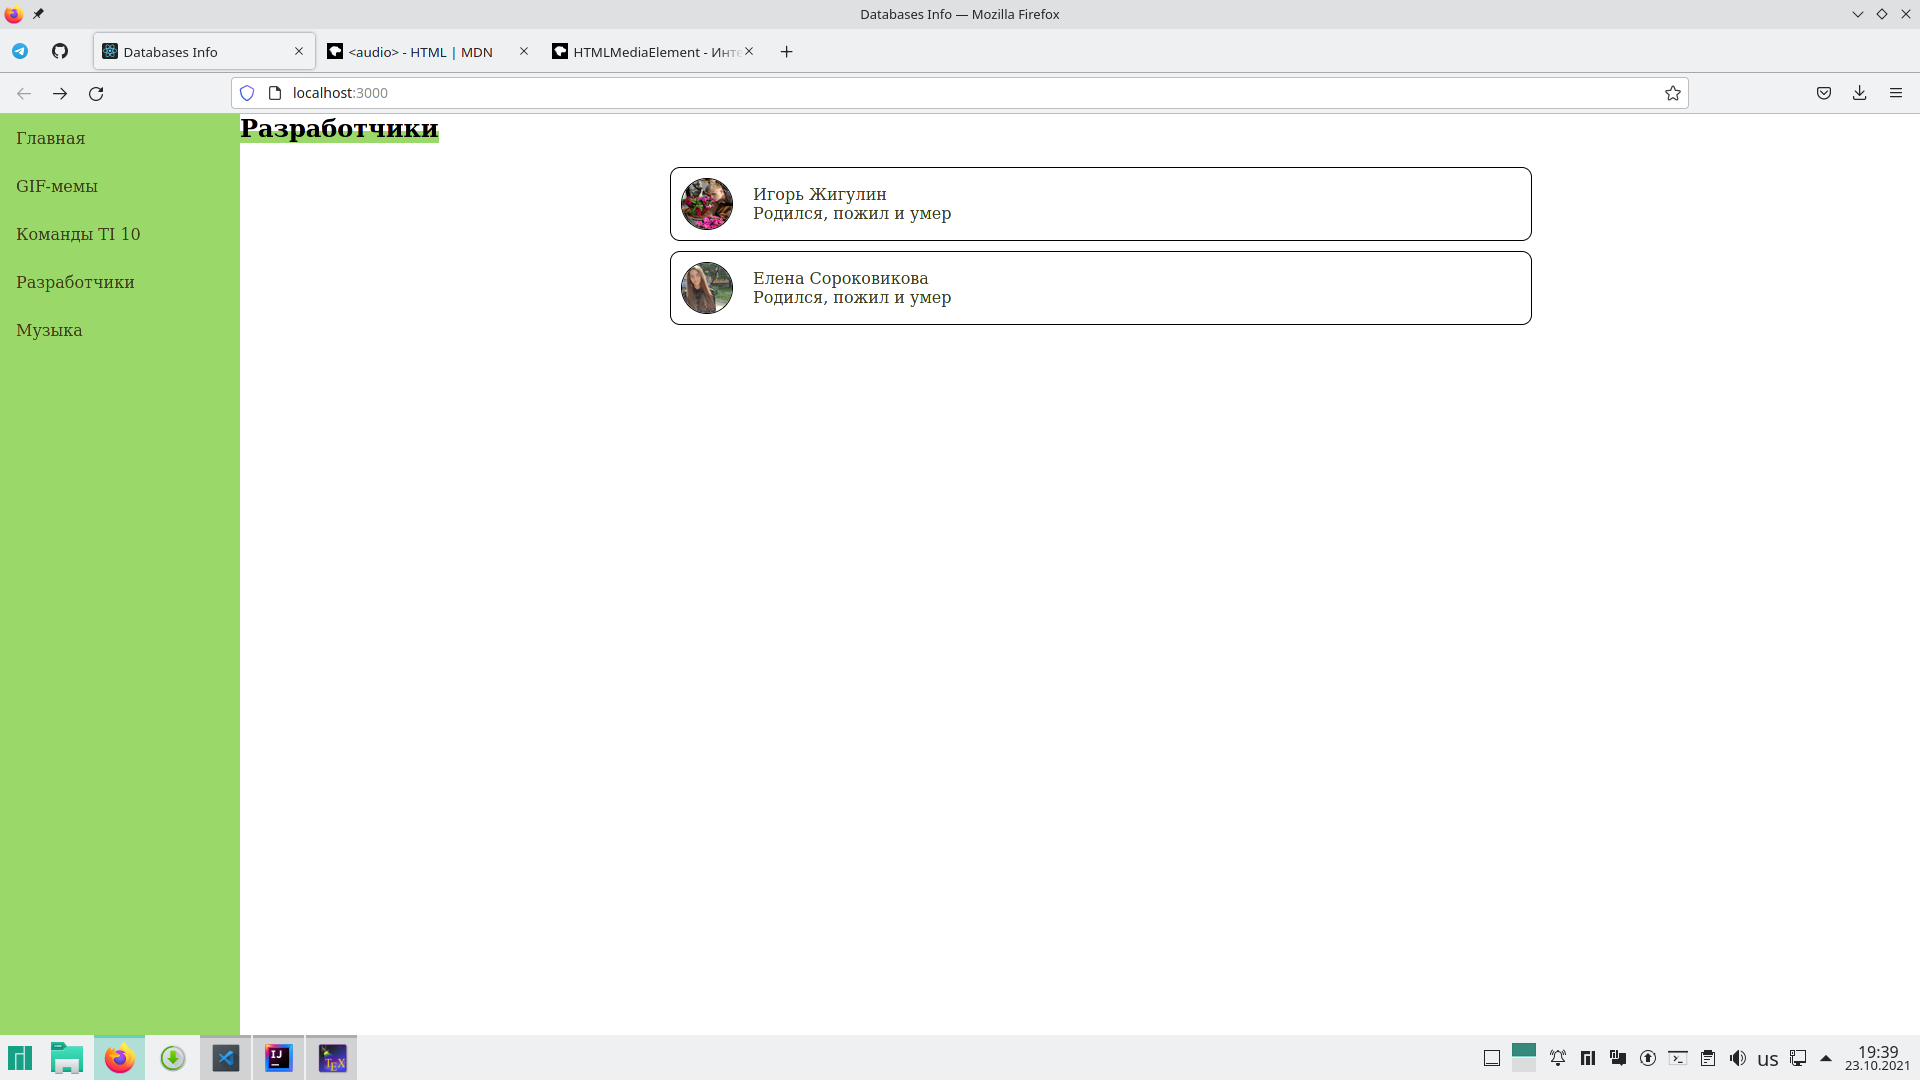 Databases Info — Mozilla Firefox
Databases Info
<audio> - HTML | MDN
HTMLMediaElement - Инте
localhost:3000
Главная
GIF-мемы
Команды TI 10
Разработчики
Музыка
Разработчики
Игорь Жигулин
Родился, пожил и умер
Елена Сороковикова
Родился, пожил и умер
IJ
TEX
us
19:39
23.10.2021